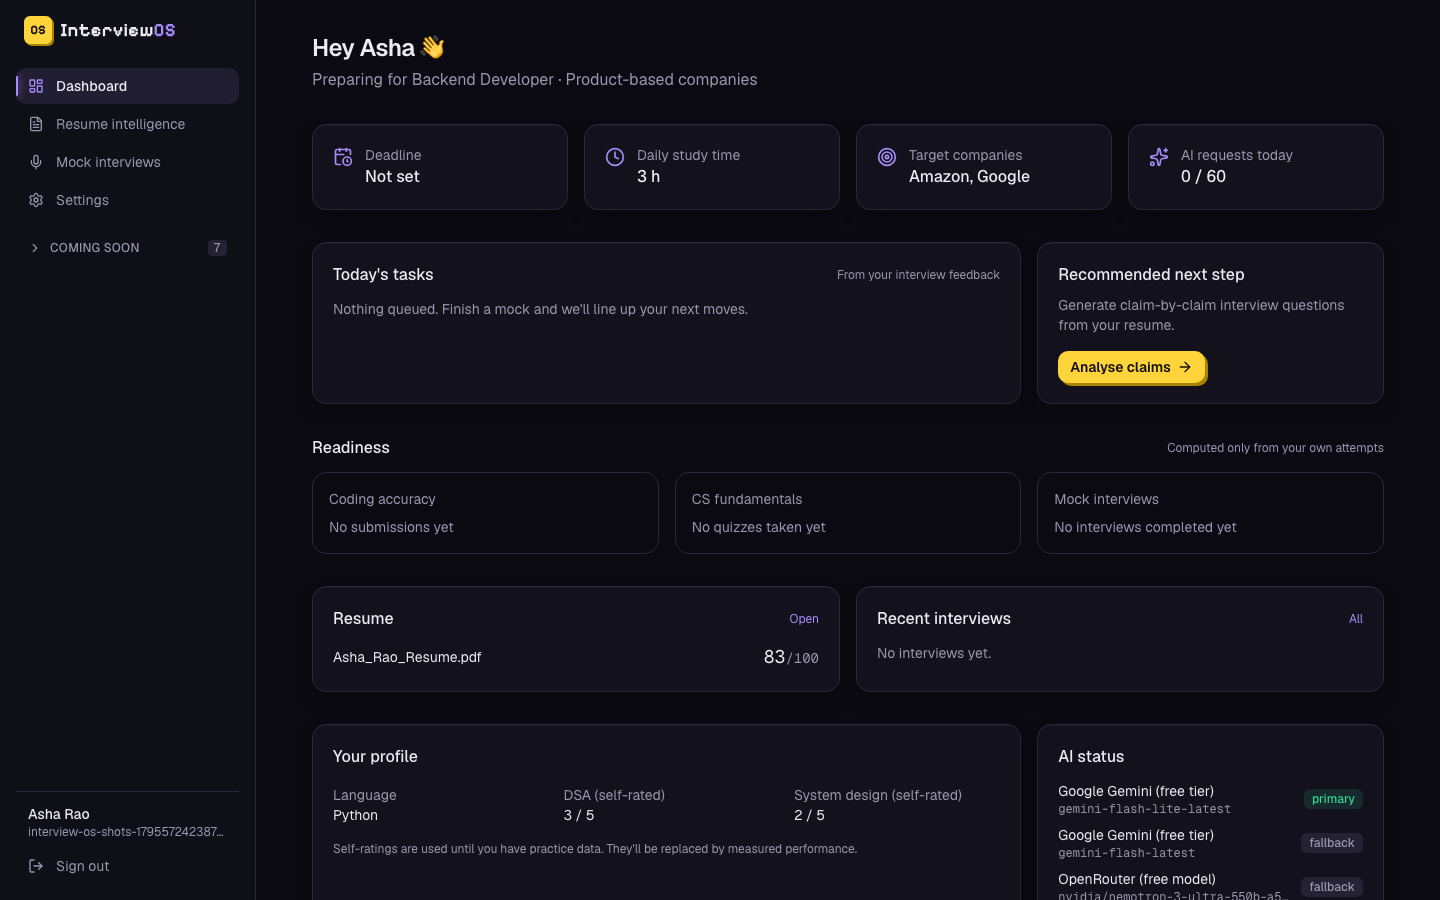 OS InterviewOS
Dashboard
Resume intelligence
Mock interviews
Settings
COMING SOON 7
Asha Rao
interview-os-shots-179557242387...
Sign out
Hey Asha 👋
Preparing for Backend Developer · Product-based companies
Deadline
Not set
Daily study time
3 h
Target companies
Amazon, Google
AI requests today
0 / 60
Today's tasks
From your interview feedback
Nothing queued. Finish a mock and we'll line up your next moves.
Recommended next step
Generate claim-by-claim interview questions
from your resume.
Analyse claims →
Readiness
Computed only from your own attempts
Coding accuracy
No submissions yet
CS fundamentals
No quizzes taken yet
Mock interviews
No interviews completed yet
Resume
Open
Asha_Rao_Resume.pdf
83/100
Recent interviews
All
No interviews yet.
Your profile
Language
Python
DSA (self-rated)
3 / 5
System design (self-rated)
2 / 5
Self-ratings are used until you have practice data. They'll be replaced by measured performance.
AI status
Google Gemini (free tier)
gemini-flash-lite-latest
primary
Google Gemini (free tier)
gemini-flash-latest
fallback
OpenRouter (free model)
nvidia/nemotron-3-ultra-550b-a5...
fallback